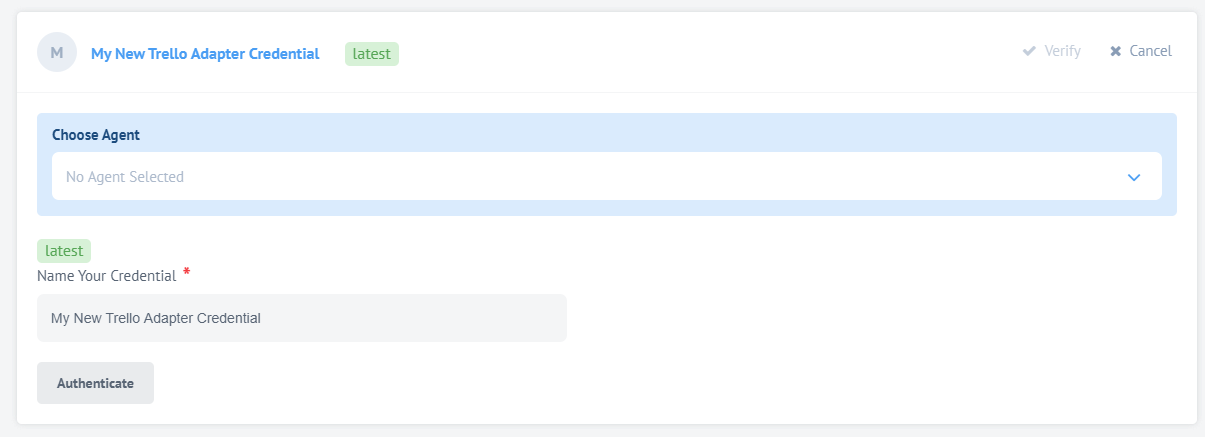 M My New Trello Adapter Credential latest Verify Cancel
Choose Agent
No Agent Selected
latest
Name Your Credential *
My New Trello Adapter Credential
Authenticate